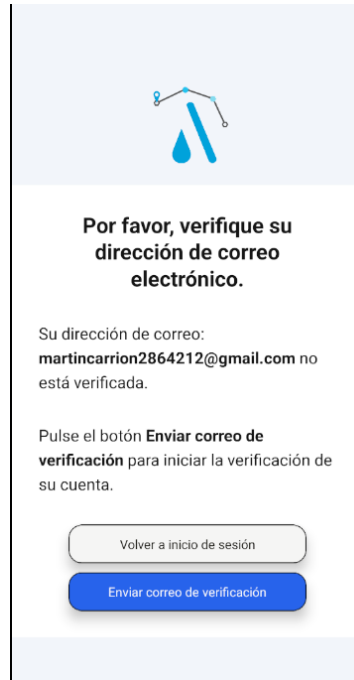 Por favor, verifique su
dirección de correo
electrónico.
Su dirección de correo:
martincarrion2864212@gmail.com no
está verificada.
Pulse el botón Enviar correo de
verificación para iniciar la verificación de
su cuenta.
Volver a inicio de sesión
Enviar correo de verificación